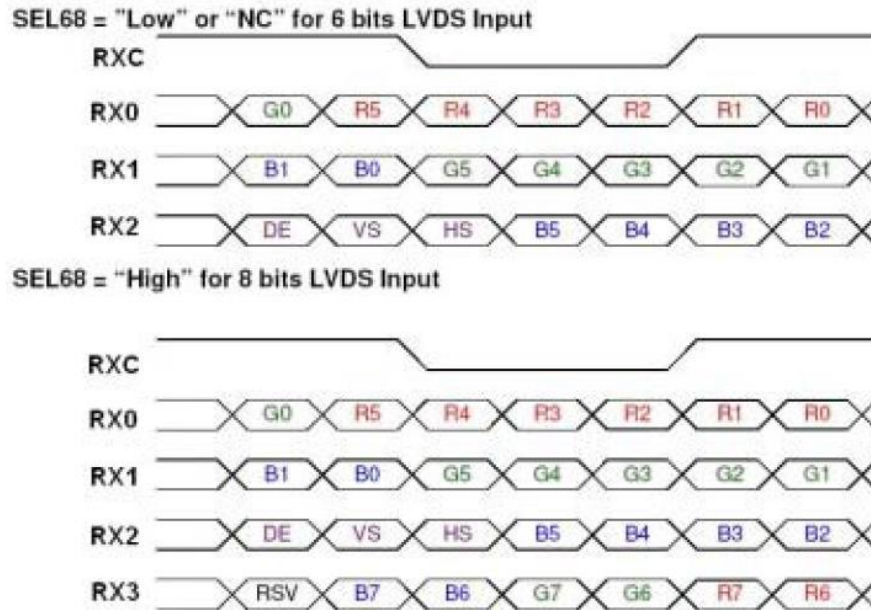 SEL68 = "Low" or “NC” for 6 bits LVDS Input
RXC
RX0 G0 R5 R4 R3 R2 R1 R0
RX1 B1 B0 G5 G4 G3 G2 G1
RX2 DE VS HS B5 B4 B3 B2
SEL68 = “High” for 8 bits LVDS Input
RXC
RX0 G0 R5 R4 R3 R2 R1 R0
RX1 B1 B0 G5 G4 G3 G2 G1
RX2 DE VS HS B5 B4 B3 B2
RX3 RSV B7 B6 G7 G6 R7 R6